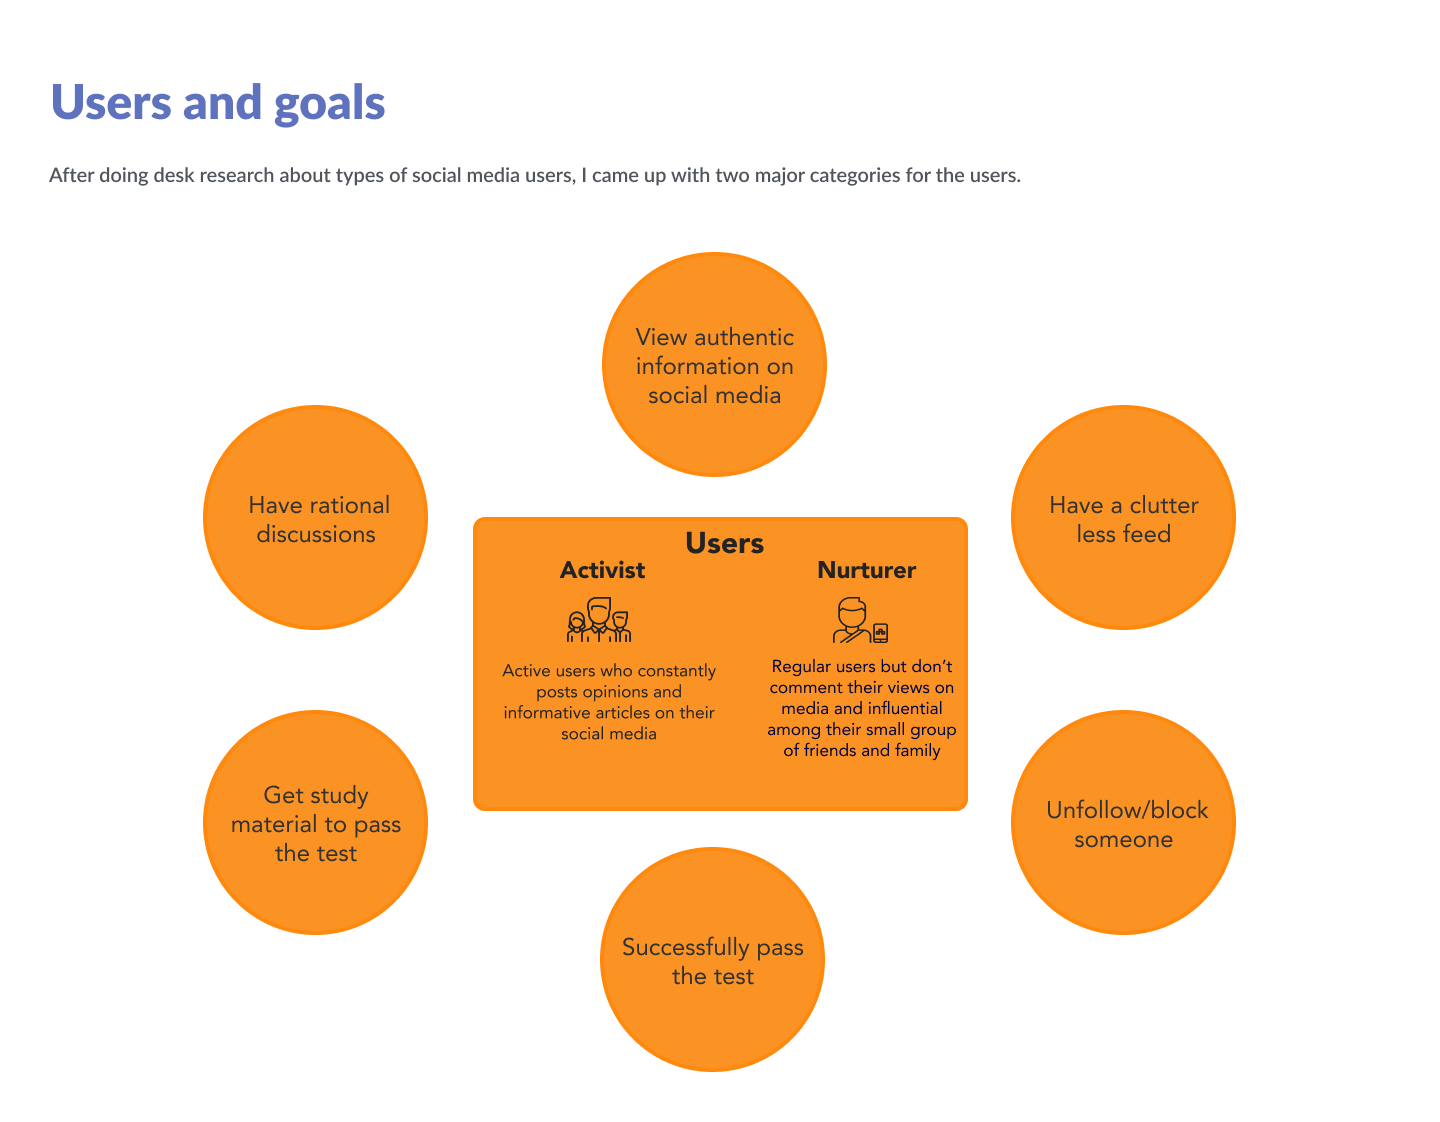 Users and goals
After doing desk research about types of social media users, I came up with two major categories for the users.
View authentic
information on
social media
Have rational
discussions
Have a clutter
less feed
Users
Activist
Active users who constantly
posts opinions and
informative articles on their
social media
Nurturer
Regular users but don’t
comment their views on
media and influential
among their small group
of friends and family
Get study
material to pass
the test
Unfollow/block
someone
Successfully pass
the test